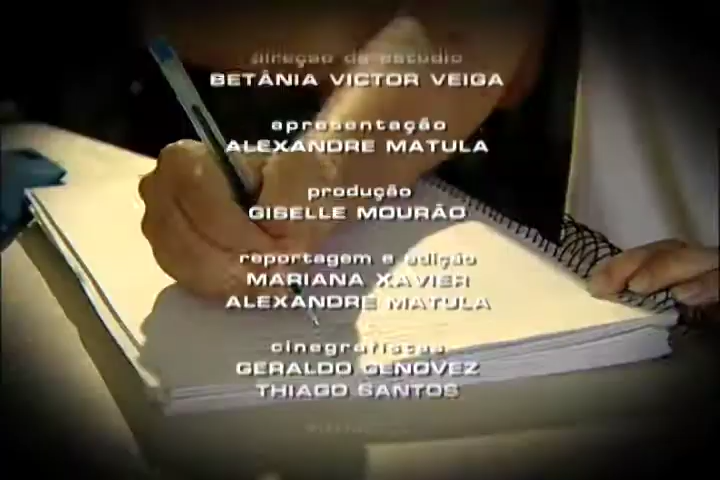 direção de estúdio
BETÂNIA VICTOR VEIGA
apresentação
ALEXANDRE MATULA
produção
GISELLE MOURÃO
reportagem e edição
MARIANA XAVIER
ALEXANDRE MATULA
cinegrafistas
GERALDO GENOVEZ
THIAGO SANTOS